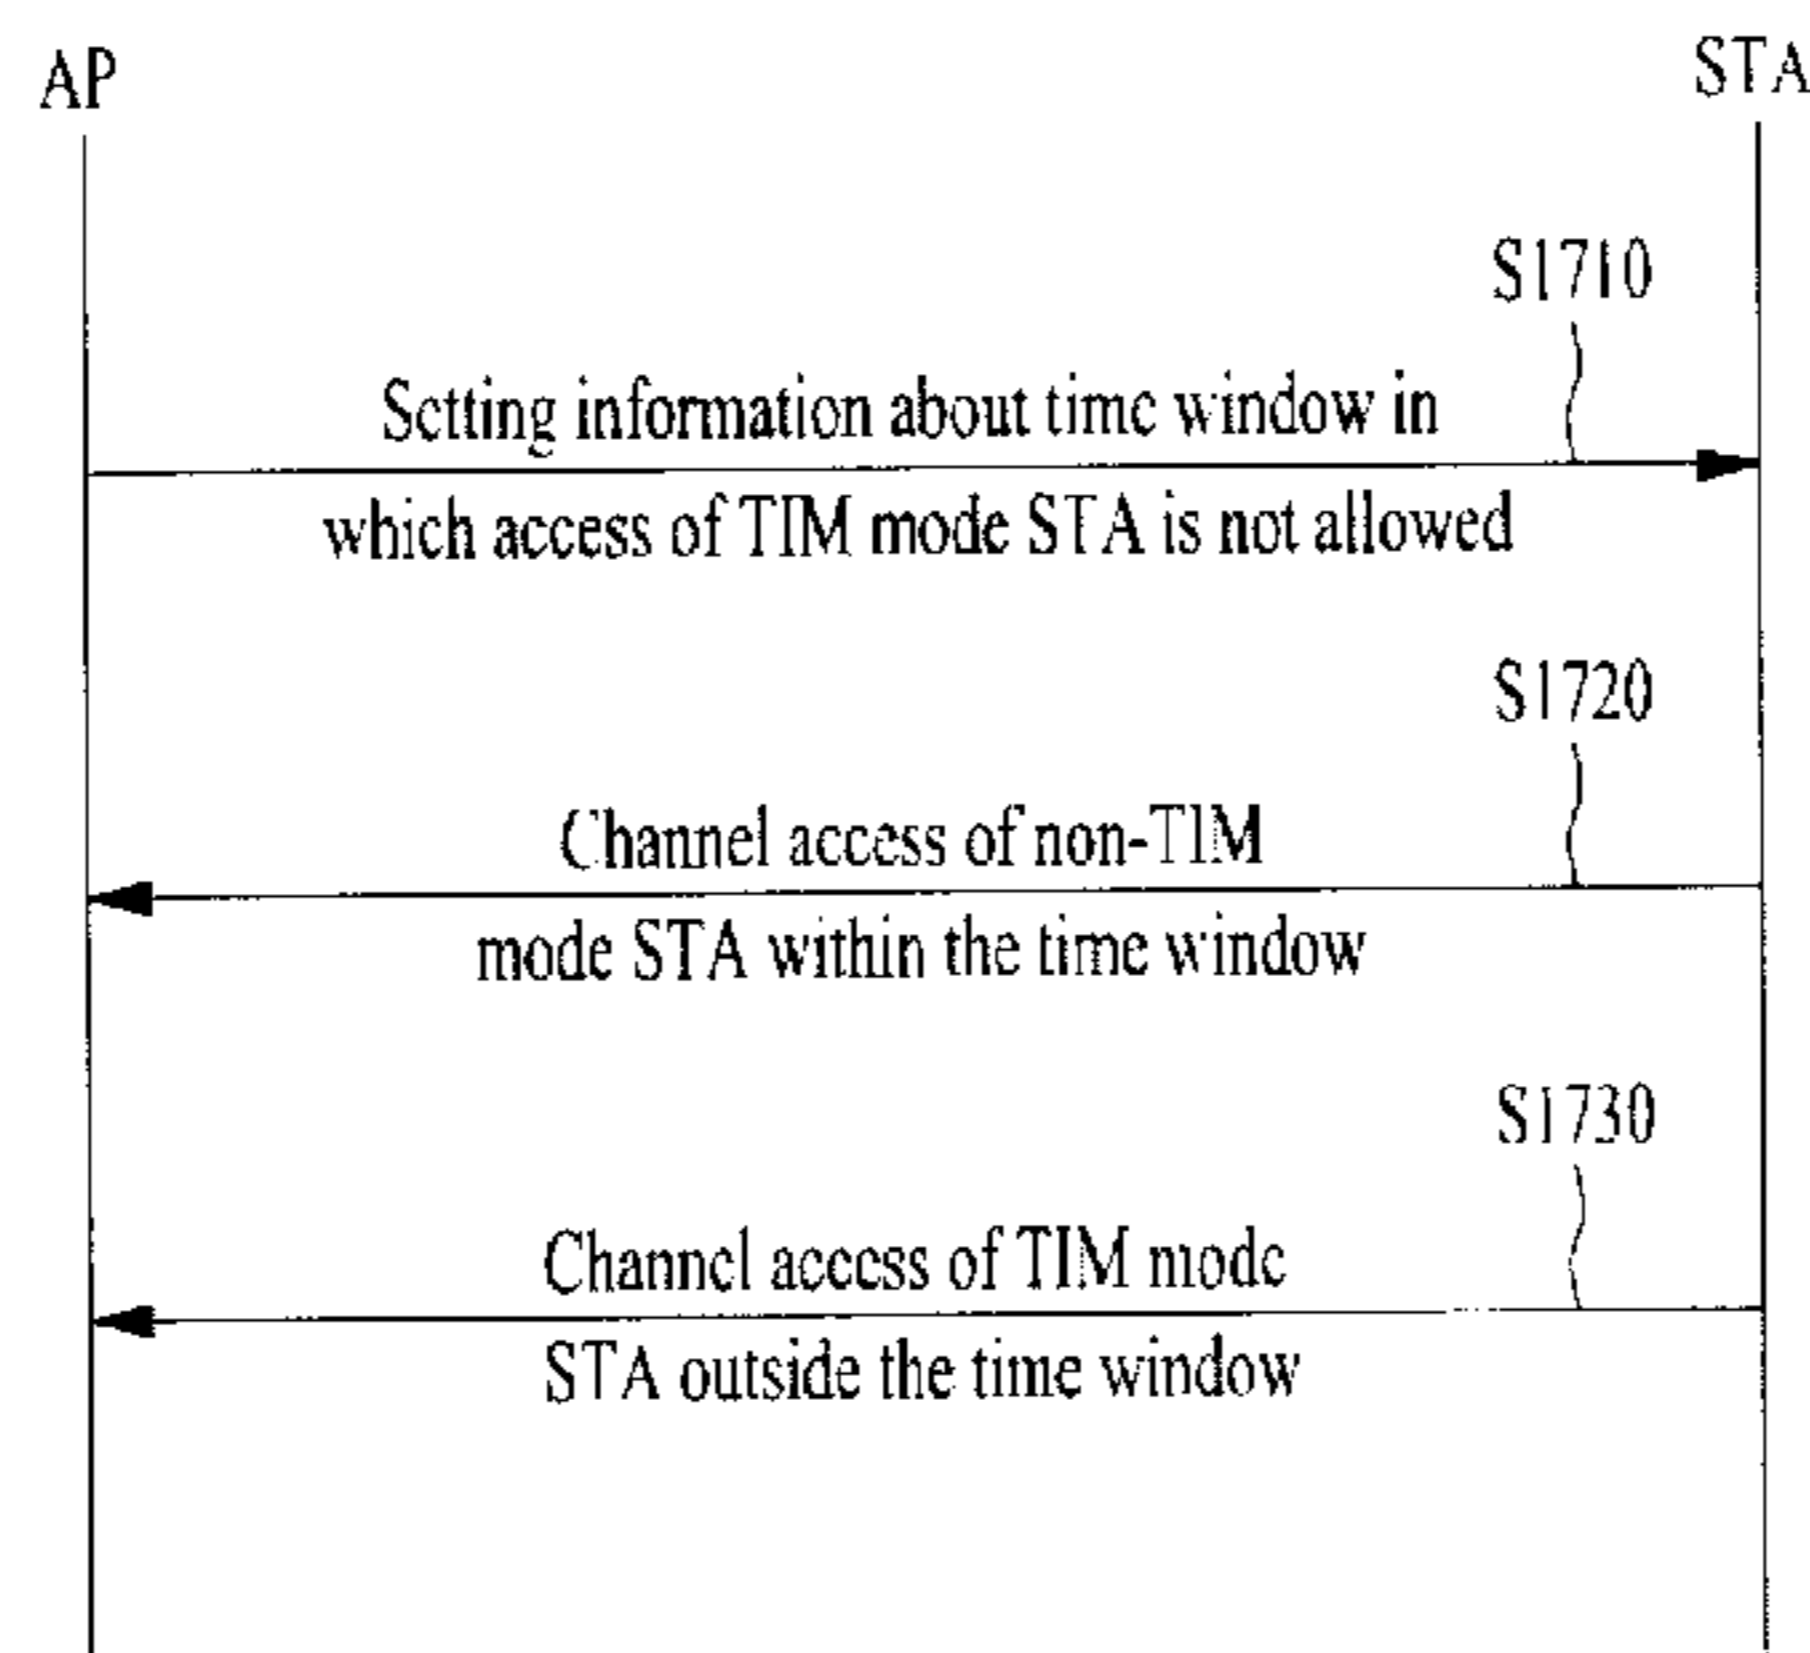 AP
STA
S1710
Setting information about time window in
which access of TIM mode STA is not allowed
S1720
Channel access of non-TIM
mode STA within the time window
S1730
Channel access of TIM mode
STA outside the time window